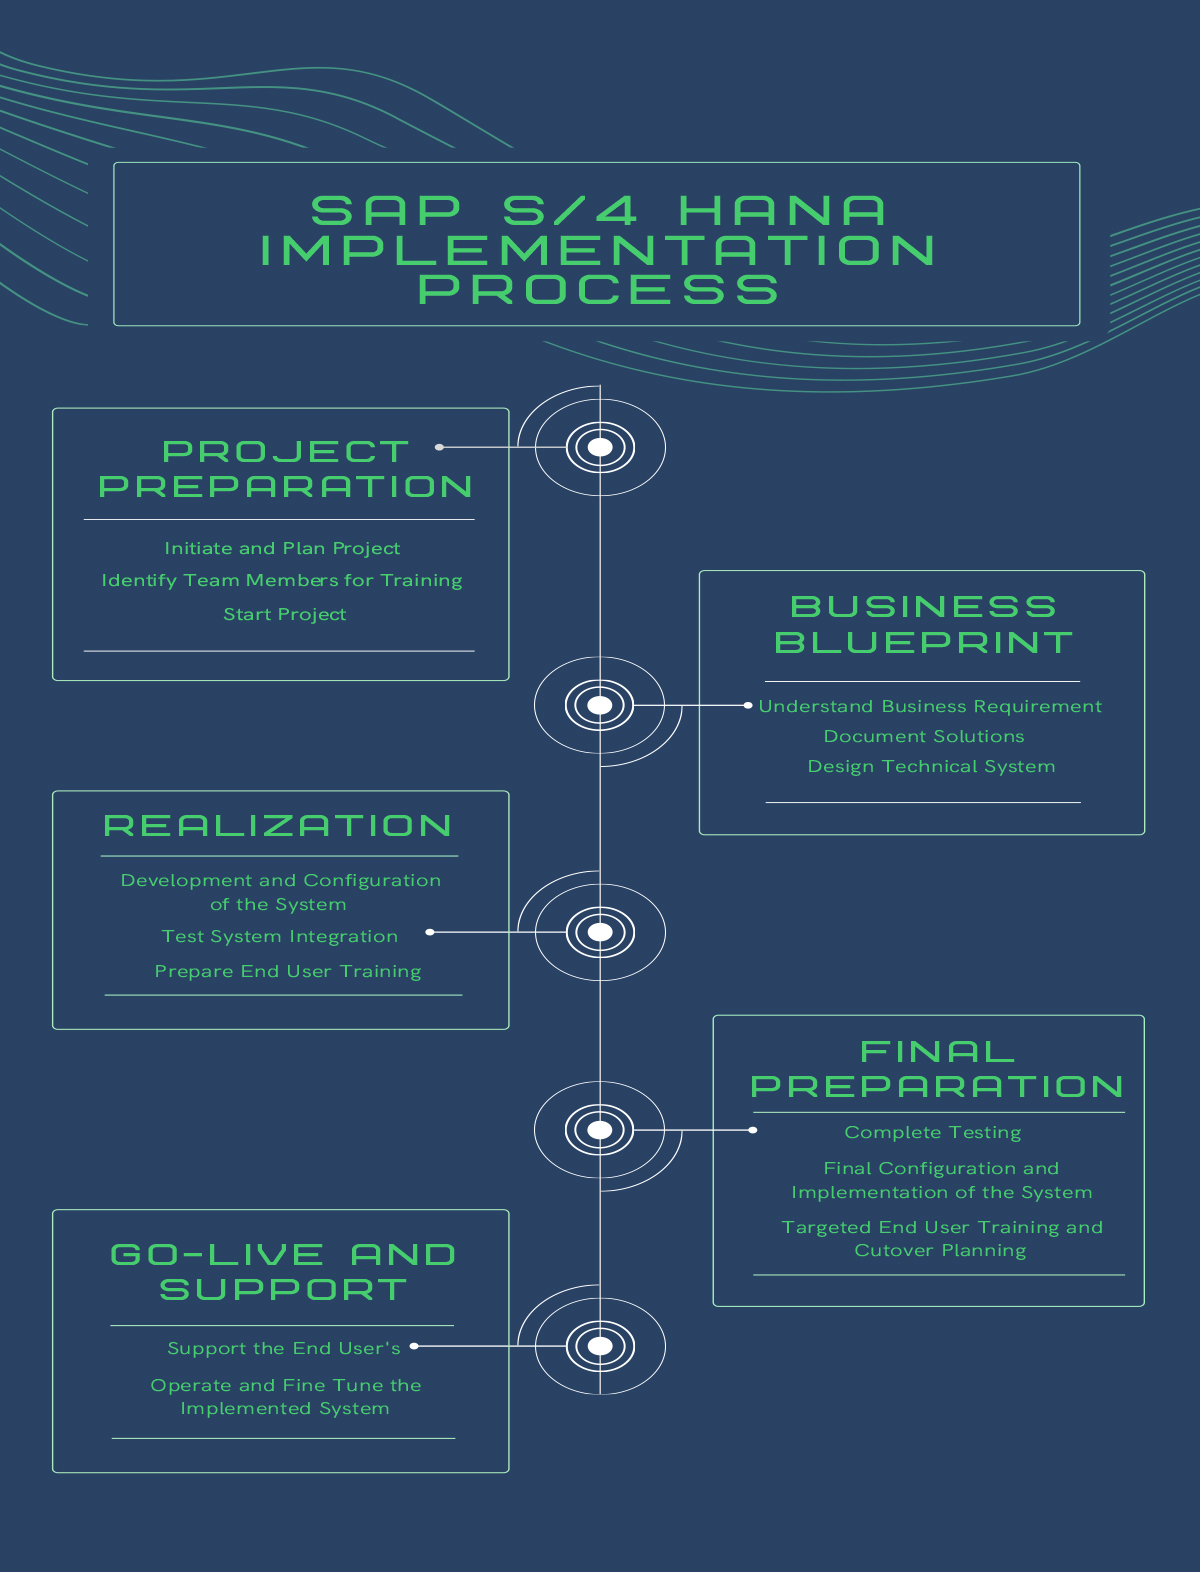 SAP S/4 HANA
IMPLEMENTATION
PROCESS
PROJECT
PREPARATION
Initiate and Plan Project
Identify Team Members for Training
Start Project
BUSINESS
BLUEPRINT
Understand Business Requirement
Document Solutions
Design Technical System
REALIZATION
Development and Configuration
of the System
Test System Integration
Prepare End User Training
FINAL
PREPARATION
Complete Testing
Final Configuration and
Implementation of the System
Targeted End User Training and
Cutover Planning
GO-LIVE AND
SUPPORT
Support the End User's
Operate and Fine Tune the
Implemented System